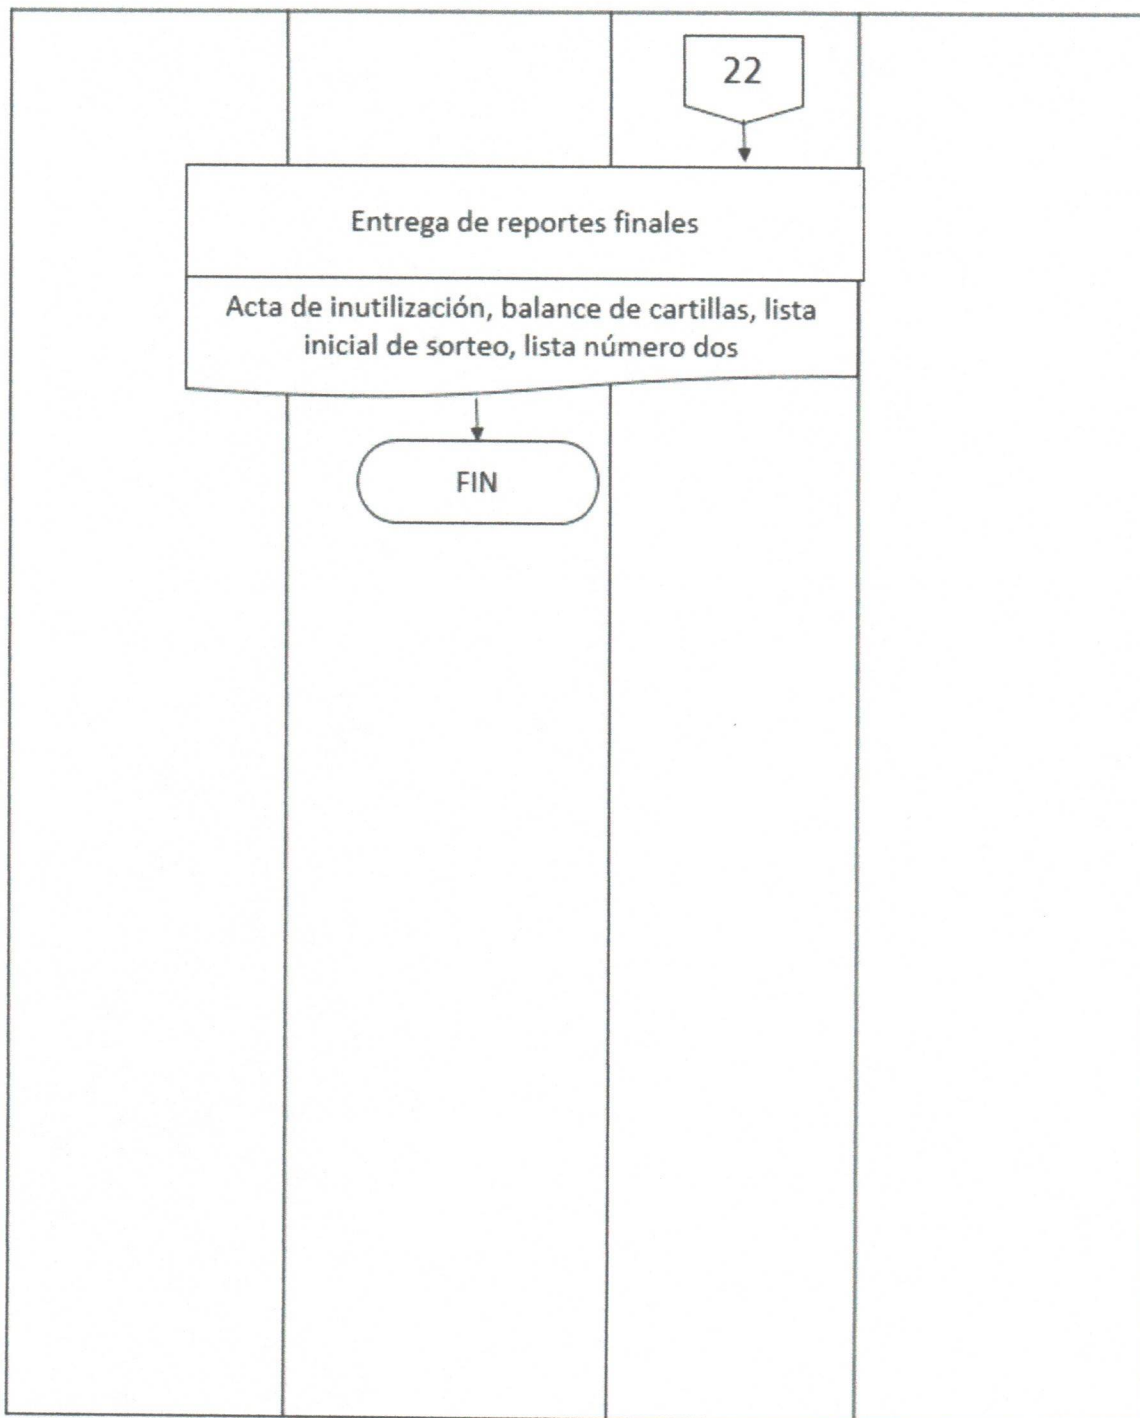 22
Entrega de reportes finales
Acta de inutilización, balance de cartillas, lista
inicial de sorteo, lista número dos
FIN